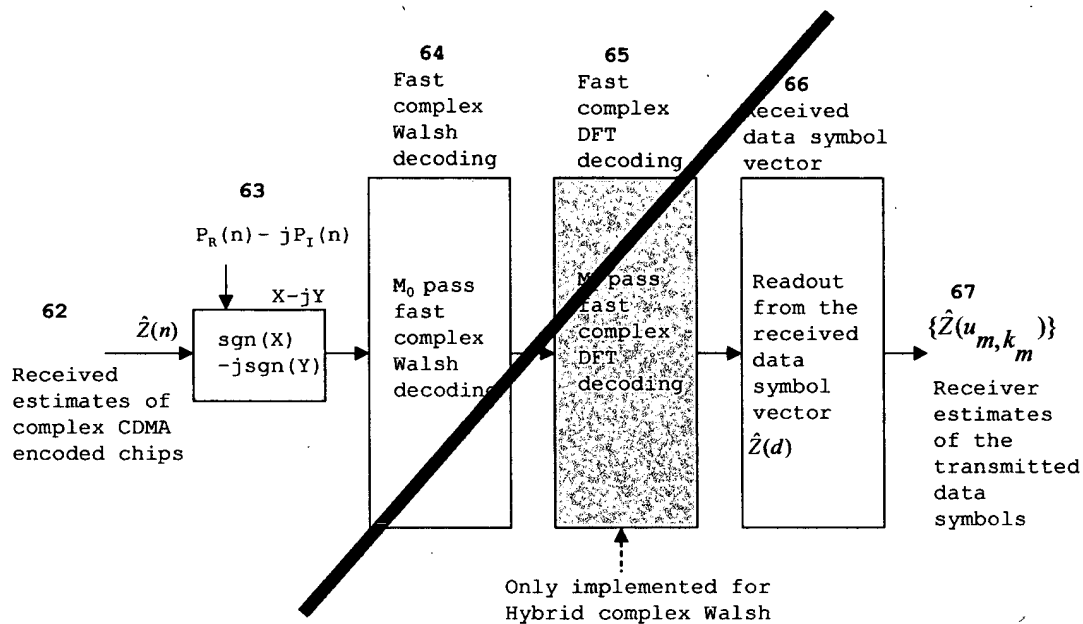 64
Fast
complex
Walsh
decoding
65
Fast
complex
DFT
decoding
66
Received
data symbol
vector
63
P_R(n) - jP_I(n)
X-jY
62
Ẑ(n)
sgn(X)
-jsgn(Y)
Received
estimates of
complex CDMA
encoded chips
M_0 pass
fast
complex
Walsh
decoding
pass
fast
complex
DFT
decoding
Readout
from the
received
data
symbol
vector
Ẑ(d)
67
{Ẑ(u_{m,k_m})}
Receiver
estimates
of the
transmitted
data
symbols
Only implemented for
Hybrid complex Walsh